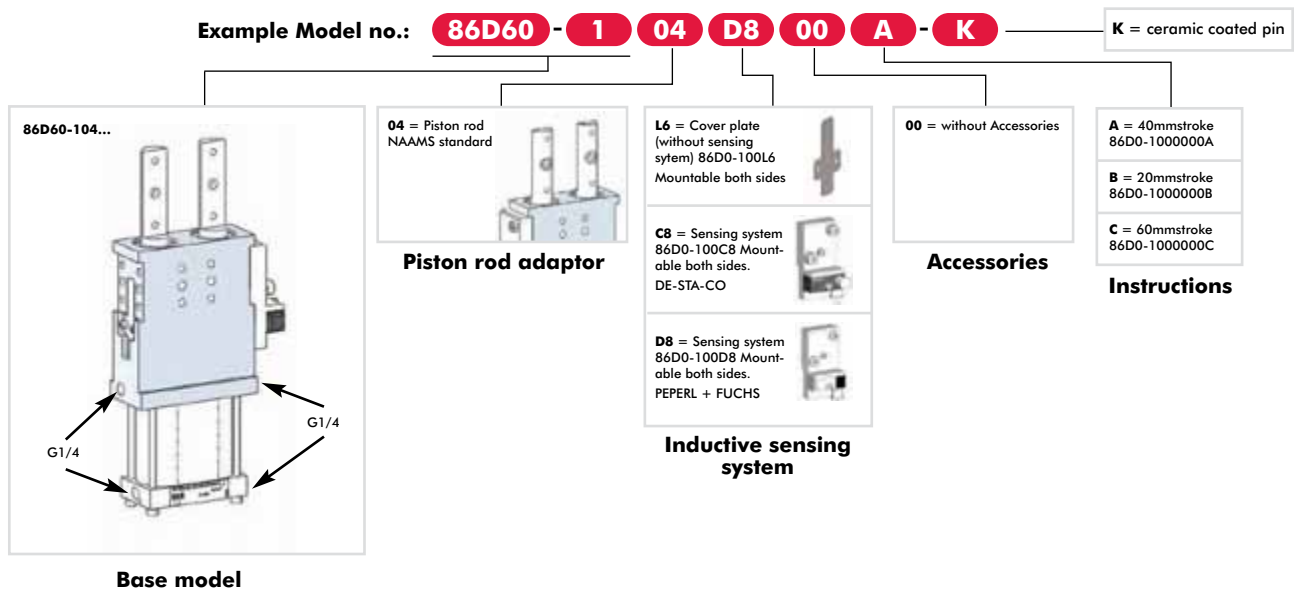 Example Model no.: 86D60 - 1 04 D8 00 A - K
K = ceramic coated pin
86D60-104...
G1/4
G1/4
Base model
04 = Piston rod
NAAMS standard
Piston rod adaptor
L6 = Cover plate
(without sensing
sytem) 86D0-100L6
Mountable both sides
C8 = Sensing system
86D0-100C8 Mount-
able both sides.
DE-STA-CO
D8 = Sensing system
86D0-100D8 Mount-
able both sides.
PEPERL + FUCHS
Inductive sensing
system
00 = without Accessories
Accessories
A = 40mmstroke
86D0-1000000A
B = 20mmstroke
86D0-1000000B
C = 60mmstroke
86D0-1000000C
Instructions